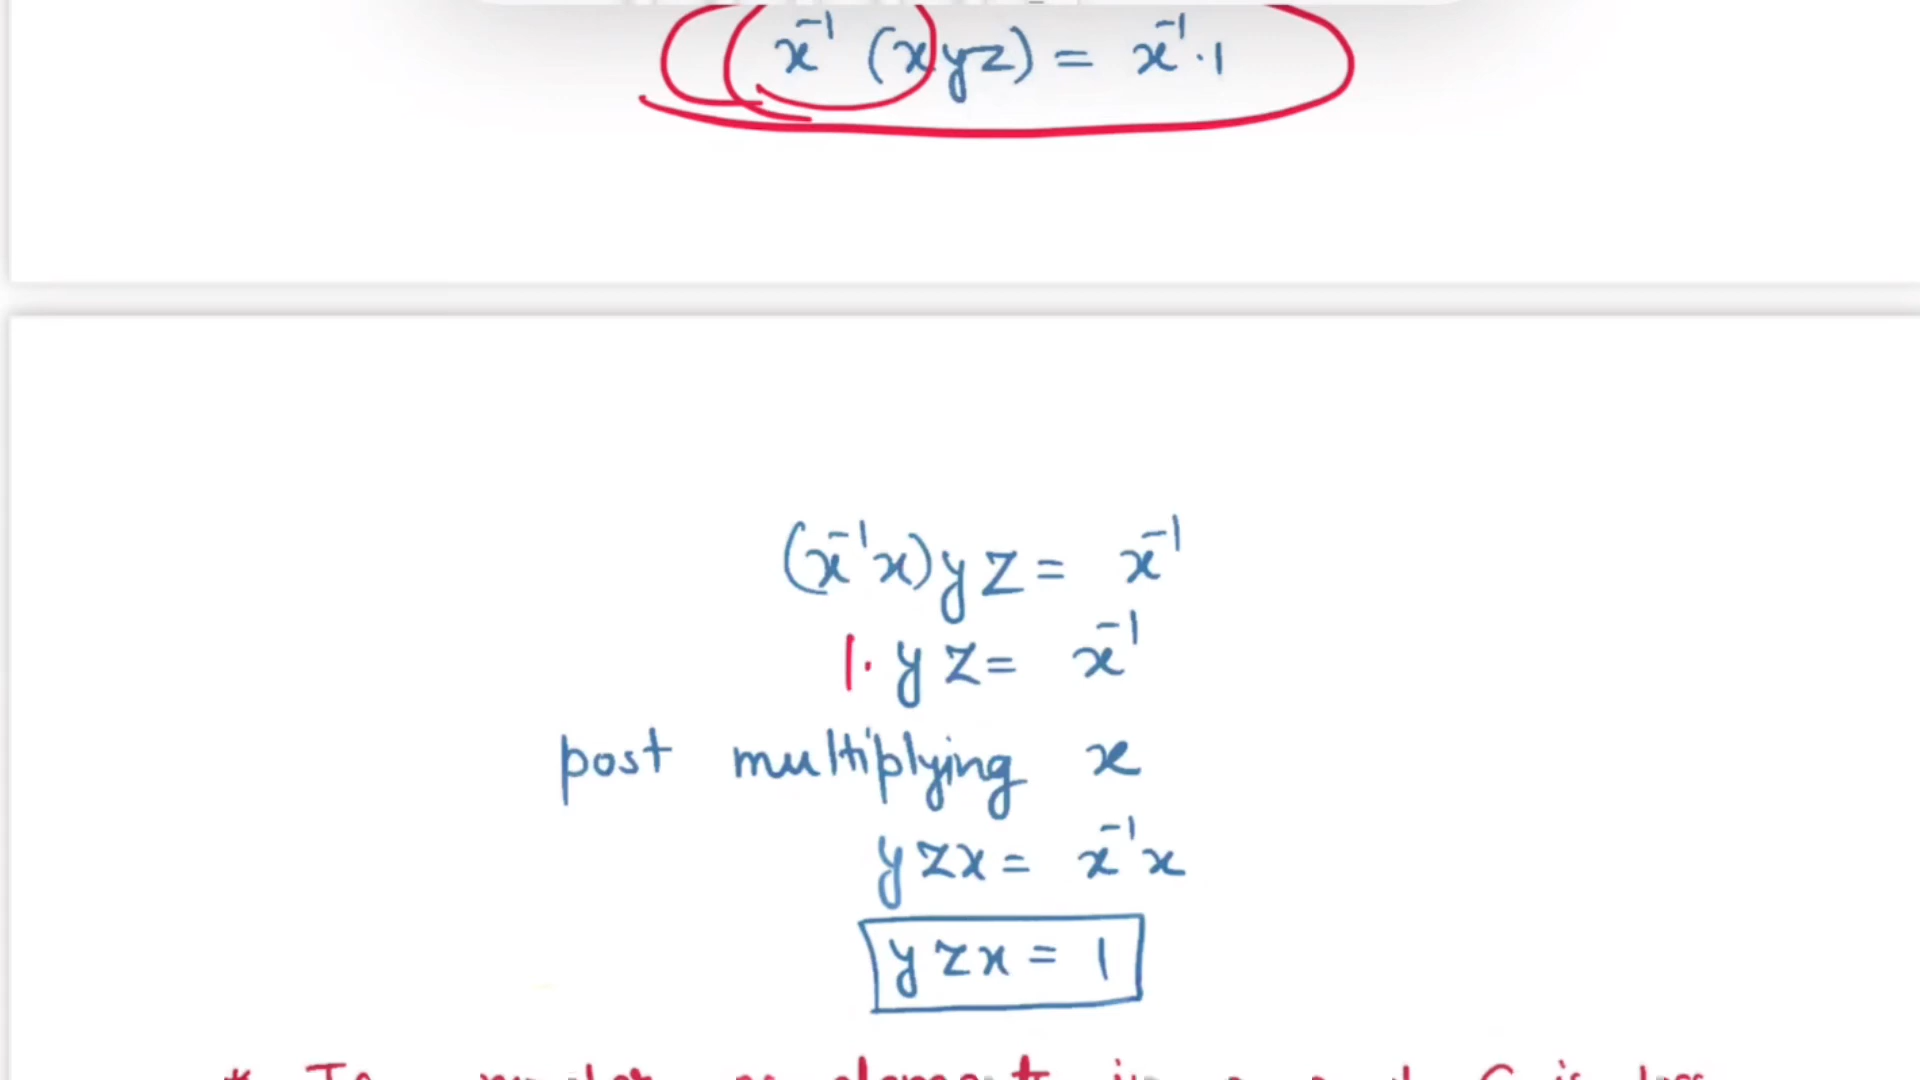 x⁻¹ (xyz) = x⁻¹·1
(x⁻¹x)yz = x⁻¹
1·yz = x⁻¹
post multiplying x
yzx = x⁻¹x
yzx = 1